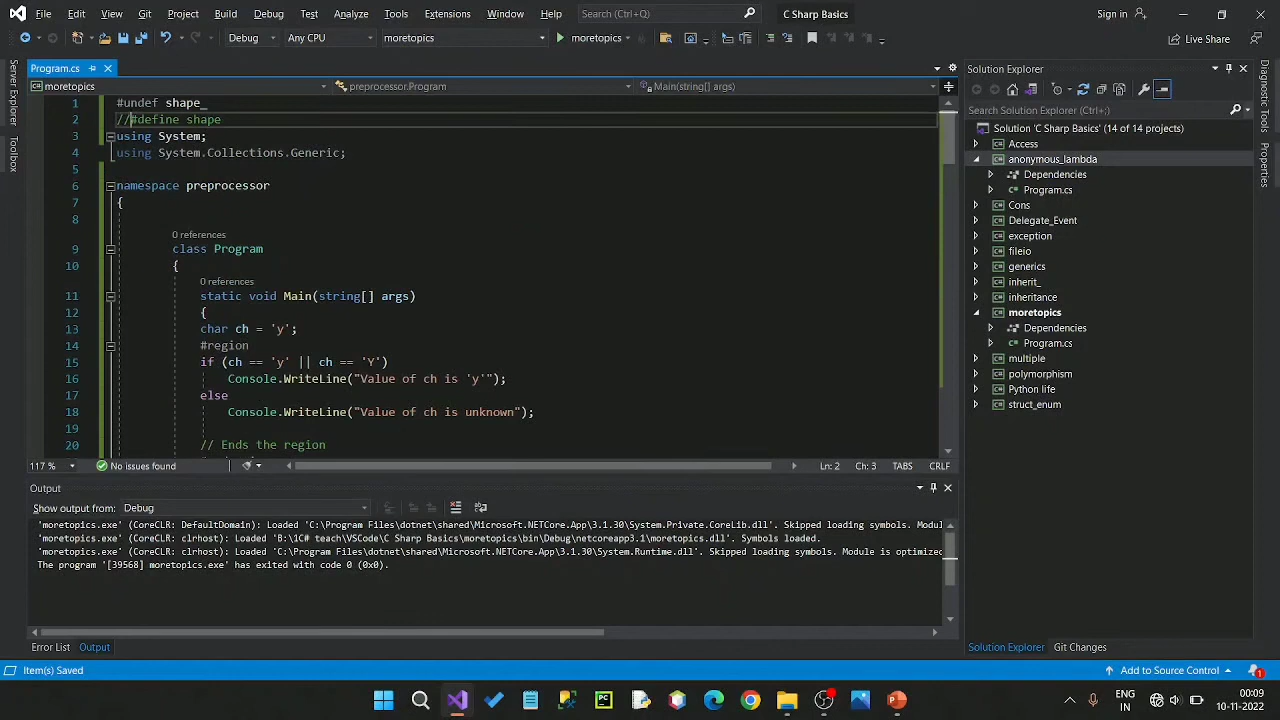 File Edit View Git Project Build Debug Test Analyze Tools Extensions Window Help Search (Ctrl+Q) C Sharp Basics Sign in
Debug Any CPU moretopics moretopics Live Share
Server Explorer
Toolbox
Program.cs
moretopics preprocessor.Program Main(string[] args)
1 #undef shape_
2 //#define shape
3 using System;
4 using System.Collections.Generic;
5
6 namespace preprocessor
7 {
8
0 references
9 class Program
10 {
0 references
11 static void Main(string[] args)
12 {
13 char ch = 'y';
14 #region
15 if (ch == 'y' || ch == 'Y')
16 Console.WriteLine("Value of ch is 'y'");
17 else
18 Console.WriteLine("Value of ch is unknown");
19
20 // Ends the region
117 % No issues found Ln: 2 Ch: 3 TABS CRLF
Output
Show output from: Debug
'moretopics.exe' (CoreCLR: DefaultDomain): Loaded 'C:\Program Files\dotnet\shared\Microsoft.NETCore.App\3.1.30\System.Private.CoreLib.dll'. Skipped loading symbols. Modul
'moretopics.exe' (CoreCLR: clrhost): Loaded 'B:\1C# teach\VSCode\C Sharp Basics\moretopics\bin\Debug\netcoreapp3.1\moretopics.dll'. Symbols loaded.
'moretopics.exe' (CoreCLR: clrhost): Loaded 'C:\Program Files\dotnet\shared\Microsoft.NETCore.App\3.1.30\System.Runtime.dll'. Skipped loading symbols. Module is optimized
The program '[39568] moretopics.exe' has exited with code 0 (0x0).
Error List Output
Solution Explorer
Search Solution Explorer (Ctrl+;)
Solution 'C Sharp Basics' (14 of 14 projects)
Access
anonymous_lambda
Dependencies
Program.cs
Cons
Delegate_Event
exception
fileio
generics
inherit_
inheritance
moretopics
Dependencies
Program.cs
multiple
polymorphism
Python life
struct_enum
Solution Explorer Git Changes
Diagnostic Tools
Properties
Item(s) Saved Add to Source Control 1
ENG
IN
00:09
10-11-2022